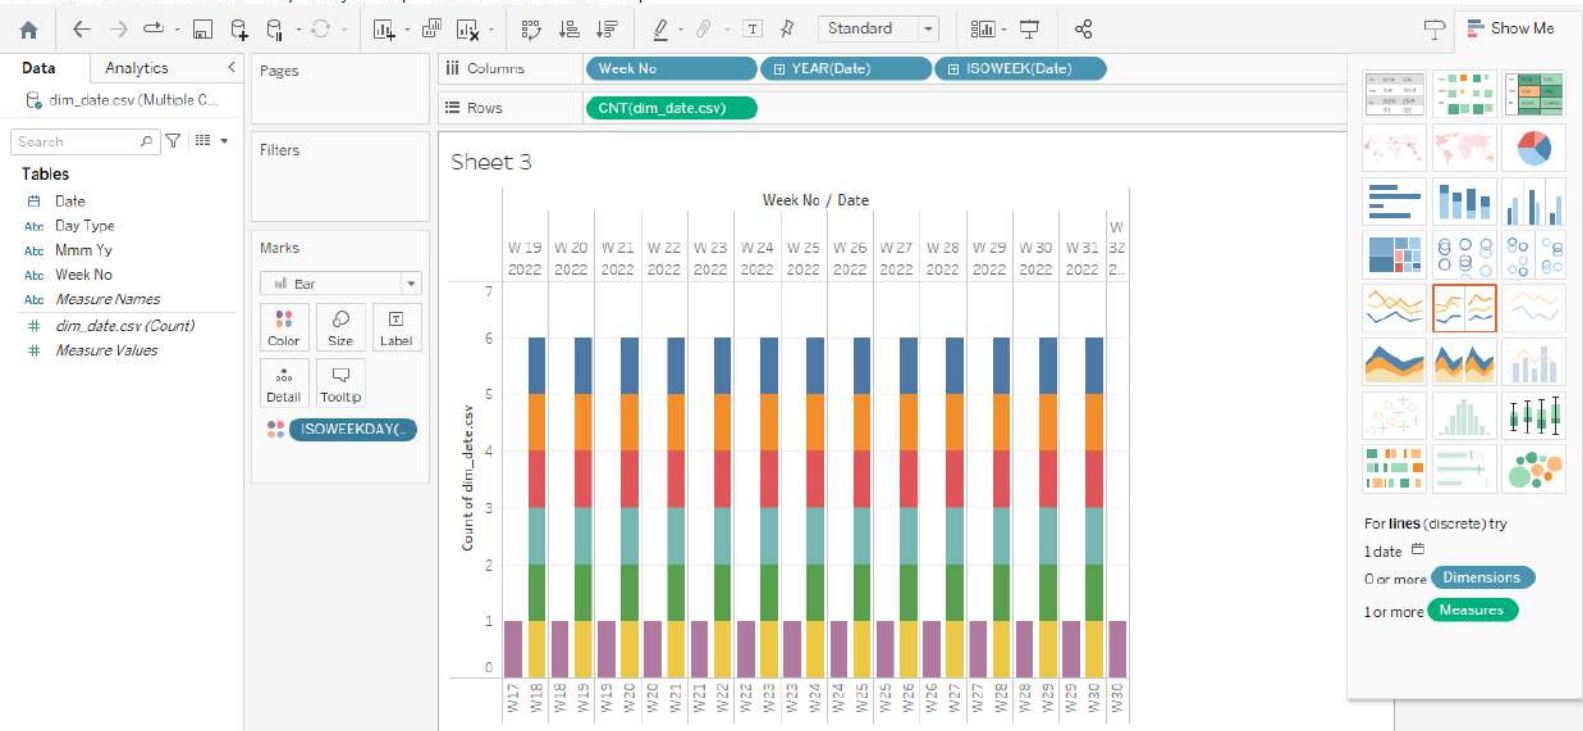 Standard
Show Me
Data
Analytics
Pages
Columns
Week No
YEAR(Date)
ISOWEEK(Date)
dim_date.csv (Multiple C...
Rows
CNT(dim_date.csv)
Search
Filters
Sheet 3
Tables
Date
Day Type
Mmm Yy
Week No
Measure Names
dim_date.csv (Count)
Measure Values
Marks
Bar
Color
Size
Label
Detail
Tooltip
ISOWEEKDAY(..
Week No / Date
W 19 W 20 W 21 W 22 W 23 W 24 W 25 W 26 W 27 W 28 W 29 W 30 W 31 W 32
2022 2022 2022 2022 2022 2022 2022 2022 2022 2022 2022 2022 2022 2..
7
6
5
4
3
2
1
0
Count of dim_date.csv
W17 W18 W18 W19 W19 W20 W20 W21 W21 W22 W22 W23 W23 W24 W24 W25 W25 W26 W26 W27 W27 W28 W28 W29 W29 W30 W30
For lines (discrete) try
1 date
0 or more Dimensions
1 or more Measures